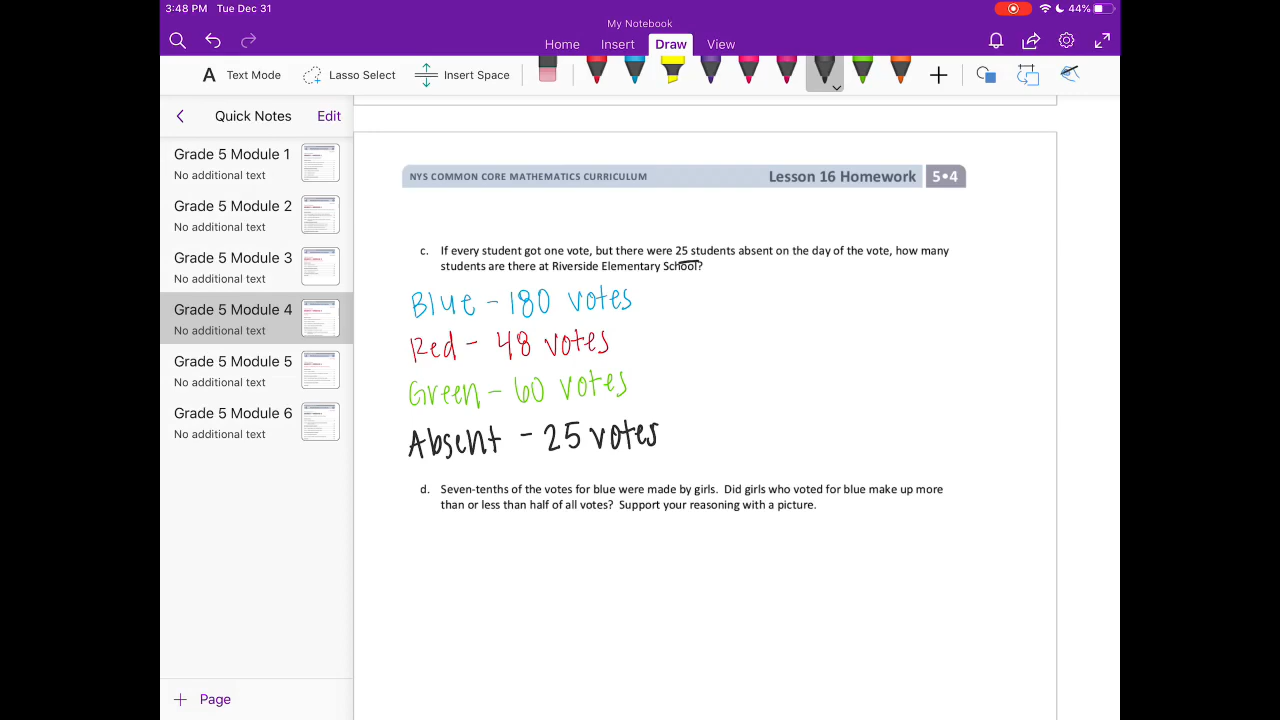 3:48 PM Tue Dec 31
44%
My Notebook
Home Insert Draw View
A Text Mode Lasso Select Insert Space
Quick Notes Edit
Grade 5 Module 1
No additional text
Grade 5 Module 2
No additional text
Grade 5 Module 3
No additional text
Grade 5 Module 4
No additional text
Grade 5 Module 5
No additional text
Grade 5 Module 6
No additional text
+ Page
NYS COMMON CORE MATHEMATICS CURRICULUM Lesson 16 Homework 5•4
c. If every student got one vote, but there were 25 students absent on the day of the vote, how many
students are there at Riverside Elementary School?
Blue - 180 votes
Red - 48 votes
Green - 60 votes
Absent - 25 votes
d. Seven-tenths of the votes for blue were made by girls. Did girls who voted for blue make up more
than or less than half of all votes? Support your reasoning with a picture.